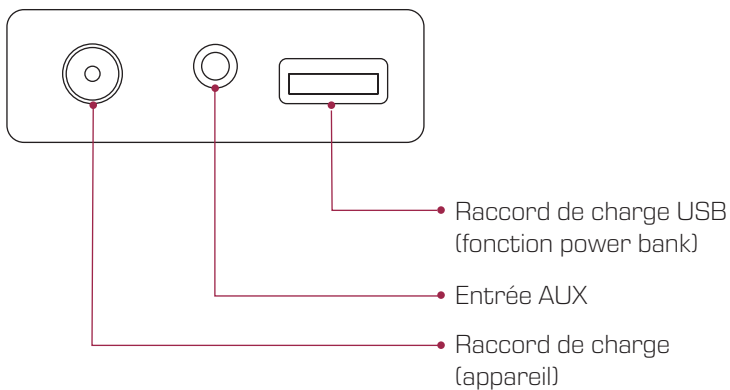 Raccord de charge USB
(fonction power bank)
Entrée AUX
Raccord de charge
(appareil)